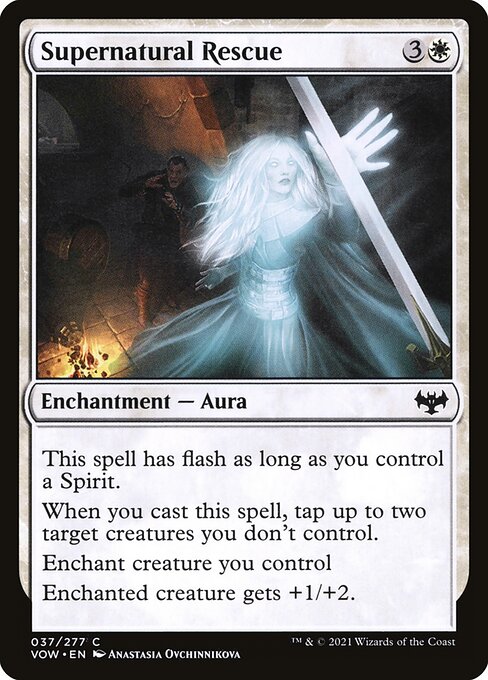 Supernatural Rescue 3
Enchantment — Aura
This spell has flash as long as you control
a Spirit.
When you cast this spell, tap up to two
target creatures you don't control.
Enchant creature you control
Enchanted creature gets +1/+2.
037/277 C
™ & © 2021 Wizards of the Coast
VOW • EN Anastasia Ovchinnikova